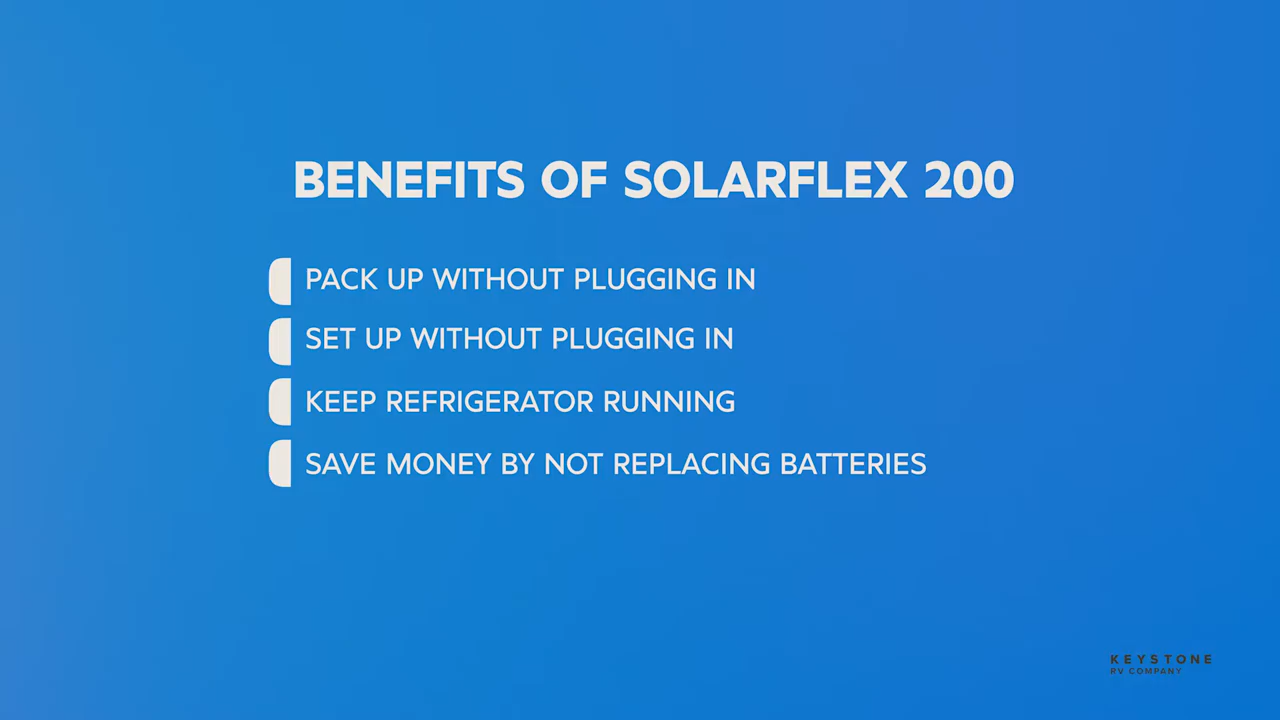 BENEFITS OF SOLARFLEX 200
PACK UP WITHOUT PLUGGING IN
SET UP WITHOUT PLUGGING IN
KEEP REFRIGERATOR RUNNING
SAVE MONEY BY NOT REPLACING BATTERIES
KEYSTONE
RV COMPANY